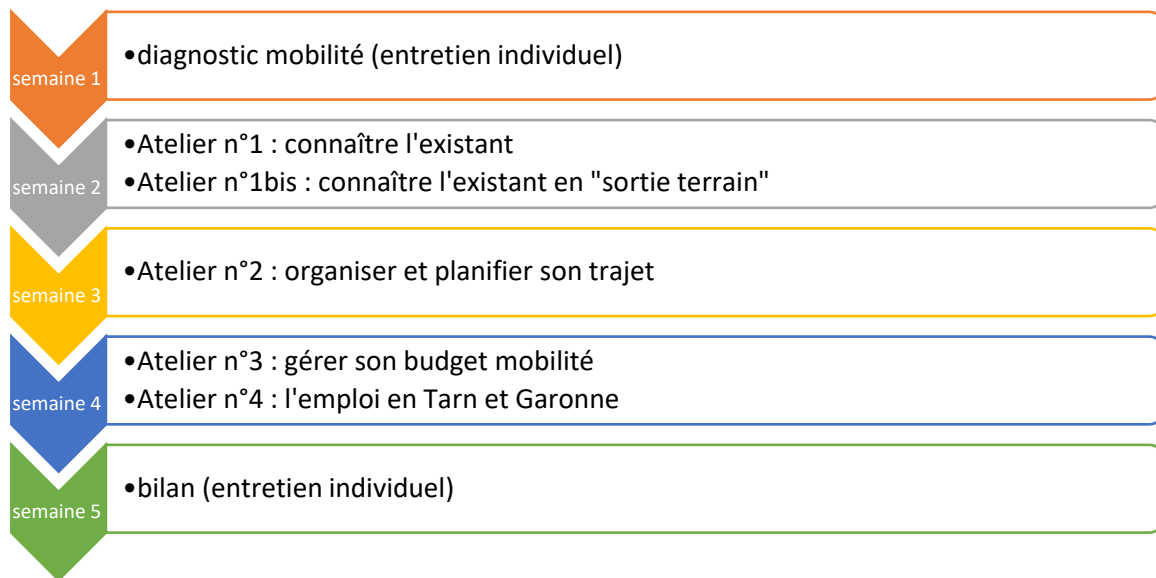 semaine 1
•diagnostic mobilité (entretien individuel)
semaine 2
•Atelier n°1 : connaître l'existant
•Atelier n°1bis : connaître l'existant en "sortie terrain"
semaine 3
•Atelier n°2 : organiser et planifier son trajet
semaine 4
•Atelier n°3 : gérer son budget mobilité
•Atelier n°4 : l'emploi en Tarn et Garonne
semaine 5
•bilan (entretien individuel)